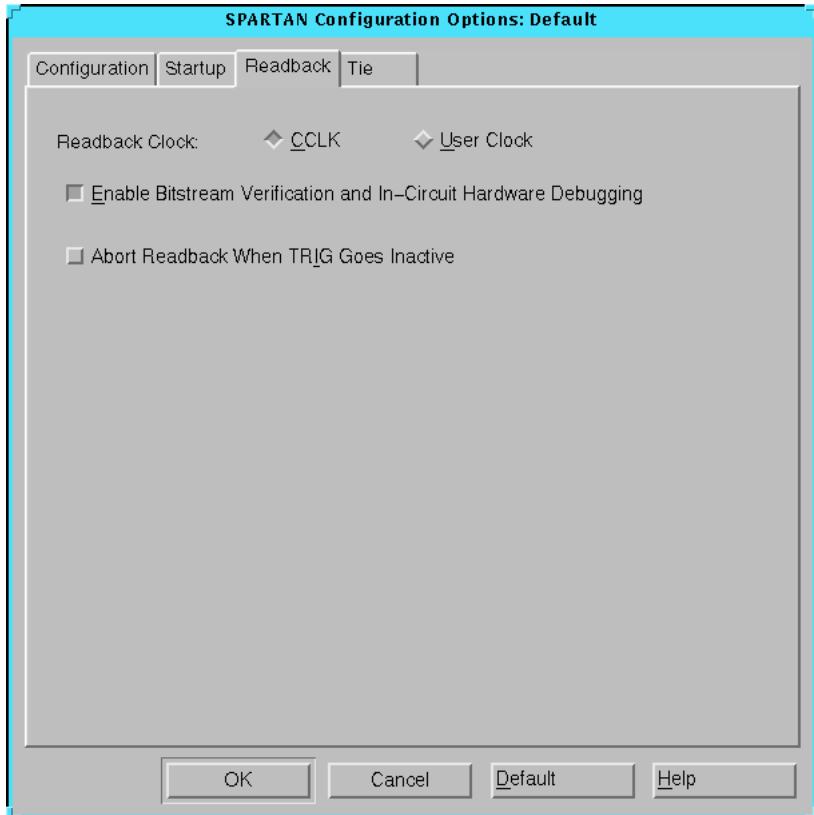 SPARTAN Configuration Options: Default
Configuration Startup Readback Tie
Readback Clock: CCLK User Clock
Enable Bitstream Verification and In-Circuit Hardware Debugging
Abort Readback When TRIG Goes Inactive
OK Cancel Default Help